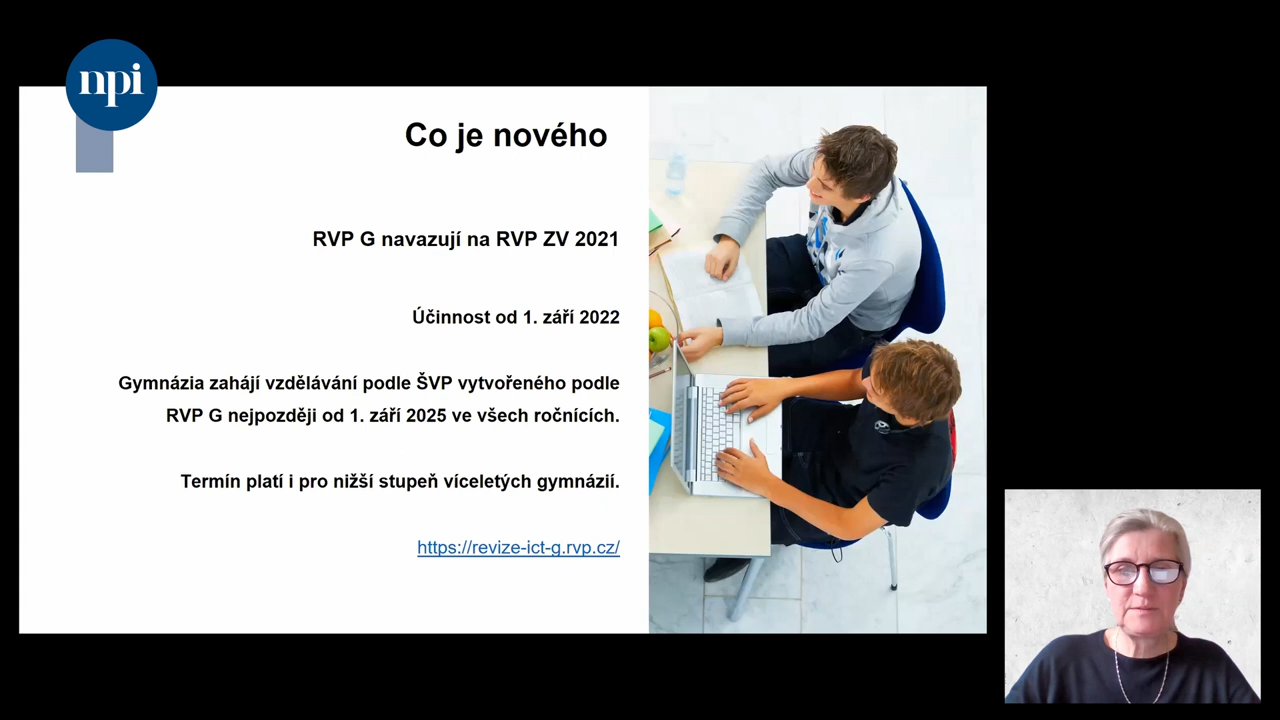 npi
Co je nového
RVP G navazují na RVP ZV 2021
Účinnost od 1. září 2022
Gymnázia zahájí vzdělávání podle ŠVP vytvořeného podle
RVP G nejpozději od 1. září 2025 ve všech ročnících.
Termín platí i pro nižší stupeň víceletých gymnázií.
https://revize-ict-g.rvp.cz/